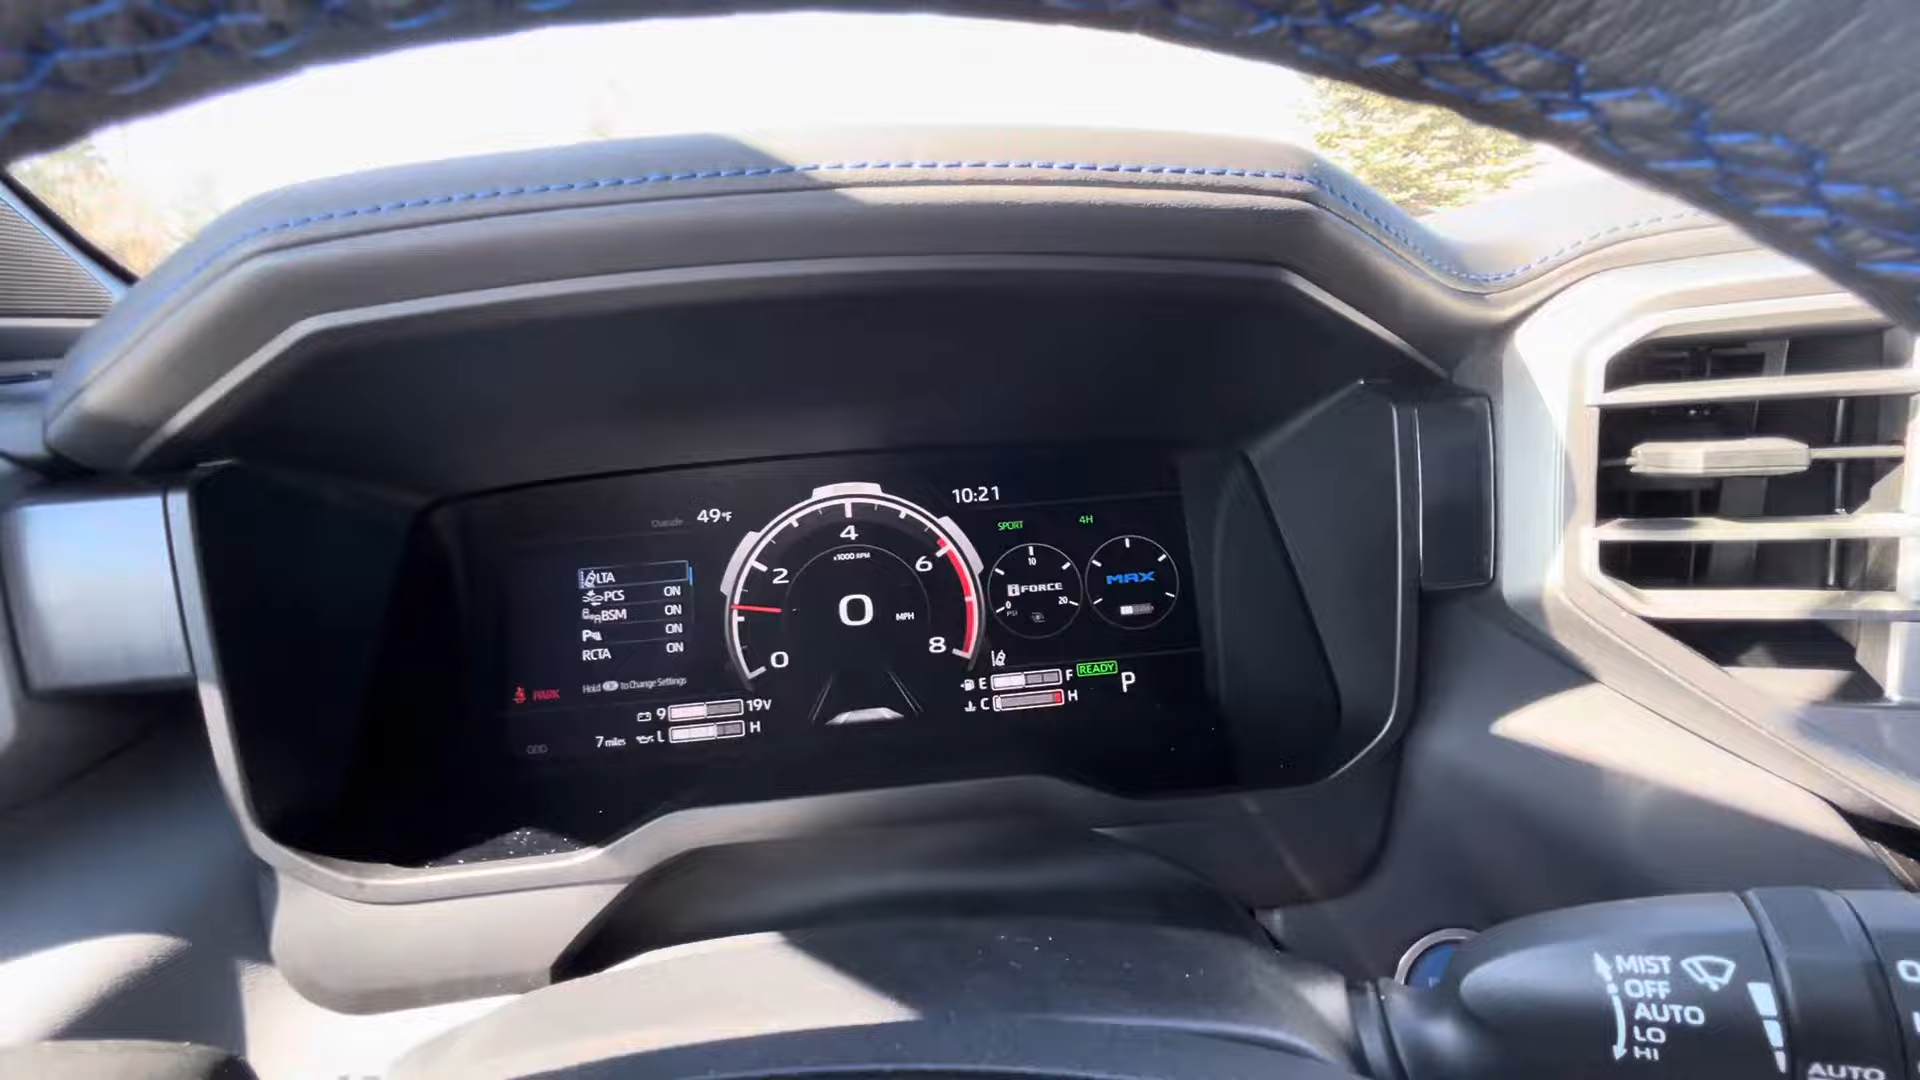 Outside 49°F
10:21
SPORT 4H
LTA
PCS ON
BSM ON
P ON
RCTA ON
Hold to Change Settings
PARK
9 19V
L H
ODO 7 miles
0 2 4 6 8
x1000 RPM
0 MPH
10
i FORCE
0 20
PSI
MAX
E F READY
C H
P
MIST
OFF
AUTO
LO
HI
AUTO